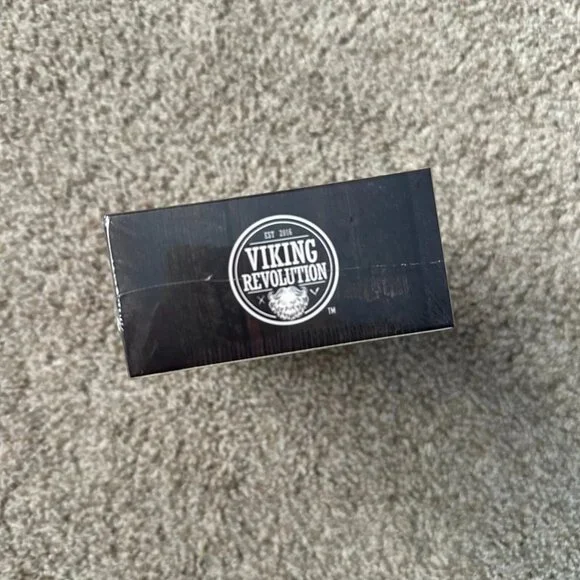 EST 2016
VIKING
REVOLUTION
TM